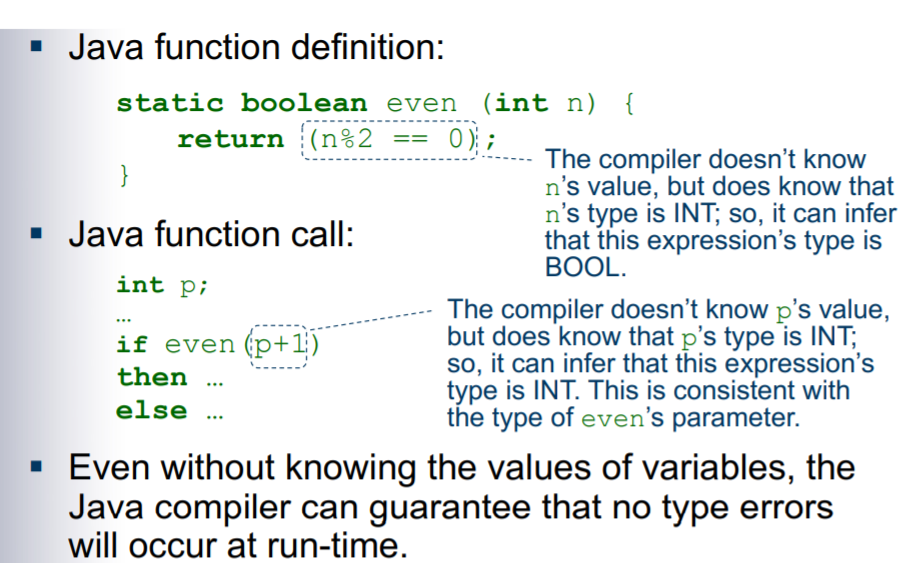 ▪ Java function definition:
static boolean even (int n) {
return (n%2 == 0);
}
The compiler doesn’t know
n’s value, but does know that
n’s type is INT; so, it can infer
that this expression’s type is
BOOL.
▪ Java function call:
int p;
…
if even(p+1)
then …
else …
The compiler doesn’t know p’s value,
but does know that p’s type is INT;
so, it can infer that this expression’s
type is INT. This is consistent with
the type of even’s parameter.
▪ Even without knowing the values of variables, the
Java compiler can guarantee that no type errors
will occur at run-time.